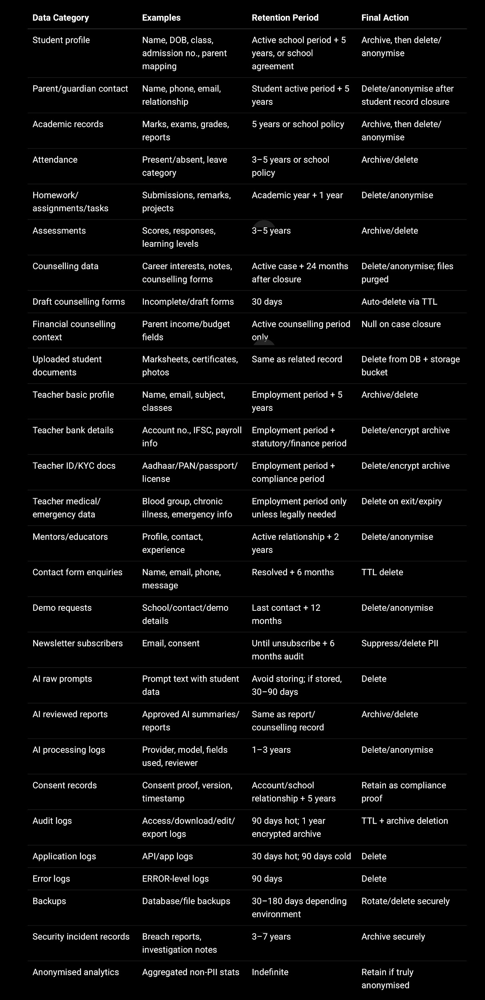 Data Category Examples Retention Period Final Action
Student profile Name, DOB, class, Active school period + 5 Archive, then delete/
admission no., parent years, or school anonymise
mapping agreement
Parent/guardian contact Name, phone, email, Student active period + 5 Delete/anonymise after
relationship years student record closure
Academic records Marks, exams, grades, 5 years or school policy Archive, then delete/
reports anonymise
Attendance Present/absent, leave 3–5 years or school Archive/delete
category policy
Homework/ Submissions, remarks, Academic year + 1 year Delete/anonymise
assignments/tasks projects
Assessments Scores, responses, 3–5 years Archive/delete
learning levels
Counselling data Career interests, notes, Active case + 24 months Delete/anonymise; files
counselling forms after closure purged
Draft counselling forms Incomplete/draft forms 30 days Auto-delete via TTL
Financial counselling Parent income/budget Active counselling period Null on case closure
context fields only
Uploaded student Marksheets, certificates, Same as related record Delete from DB + storage
documents photos bucket
Teacher basic profile Name, email, subject, Employment period + 5 Archive/delete
classes years
Teacher bank details Account no., IFSC, payroll Employment period + Delete/encrypt archive
info statutory/finance period
Teacher ID/KYC docs Aadhaar/PAN/passport/ Employment period + Delete/encrypt archive
license compliance period
Teacher medical/ Blood group, chronic Employment period only Delete on exit/expiry
emergency data illness, emergency info unless legally needed
Mentors/educators Profile, contact, Active relationship + 2 Delete/anonymise
experience years
Contact form enquiries Name, email, phone, Resolved + 6 months TTL delete
message
Demo requests School/contact/demo Last contact + 12 Delete/anonymise
details months
Newsletter subscribers Email, consent Until unsubscribe + 6 Suppress/delete PII
months audit
AI raw prompts Prompt text with student Avoid storing; if stored, Delete
data 30–90 days
AI reviewed reports Approved AI summaries/ Same as report/ Archive/delete
reports counselling record
AI processing logs Provider, model, fields 1–3 years Delete/anonymise
used, reviewer
Consent records Consent proof, version, Account/school Retain as compliance
timestamp relationship + 5 years proof
Audit logs Access/download/edit/ 90 days hot; 1 year TTL + archive deletion
export logs encrypted archive
Application logs API/app logs 30 days hot; 90 days cold Delete
Error logs ERROR-level logs 90 days Delete
Backups Database/file backups 30–180 days depending Rotate/delete securely
environment
Security incident records Breach reports, 3–7 years Archive securely
investigation notes
Anonymised analytics Aggregated non-PII stats Indefinite Retain if truly
anonymised